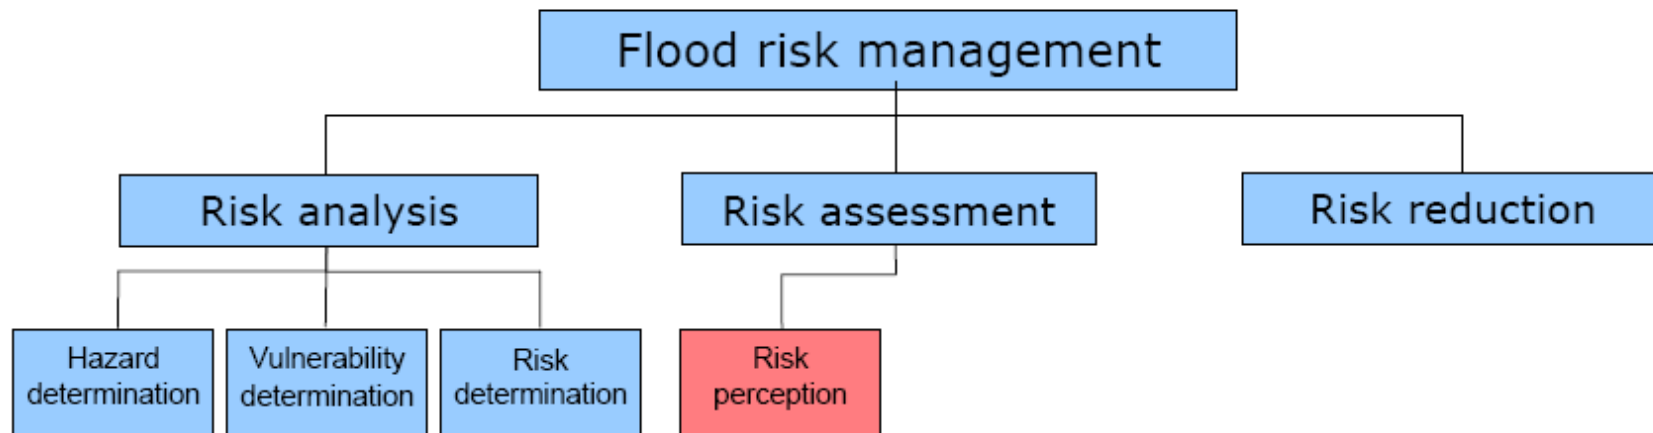 Flood risk management
Risk analysis
Risk assessment
Risk reduction
Hazard
determination
Vulnerability
determination
Risk
determination
Risk
perception